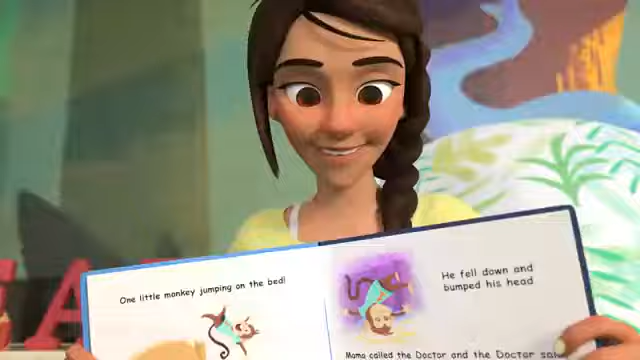 One little monkey jumping on the bed!
He fell down and
bumped his head
Mama called the Doctor and the Doctor said